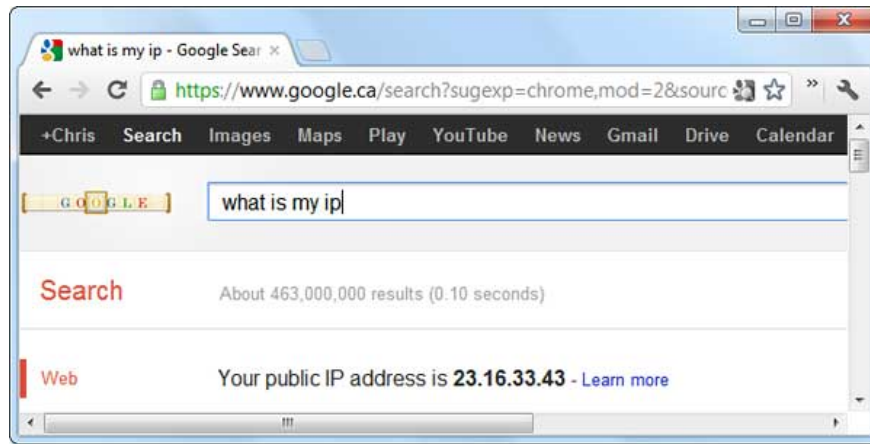 what is my ip - Google Sear
https://www.google.ca/search?sugexp=chrome,mod=2&sourc
+Chris Search Images Maps Play YouTube News Gmail Drive Calendar
GOOGLE what is my ip
Search About 463,000,000 results (0.10 seconds)
Web Your public IP address is 23.16.33.43 - Learn more